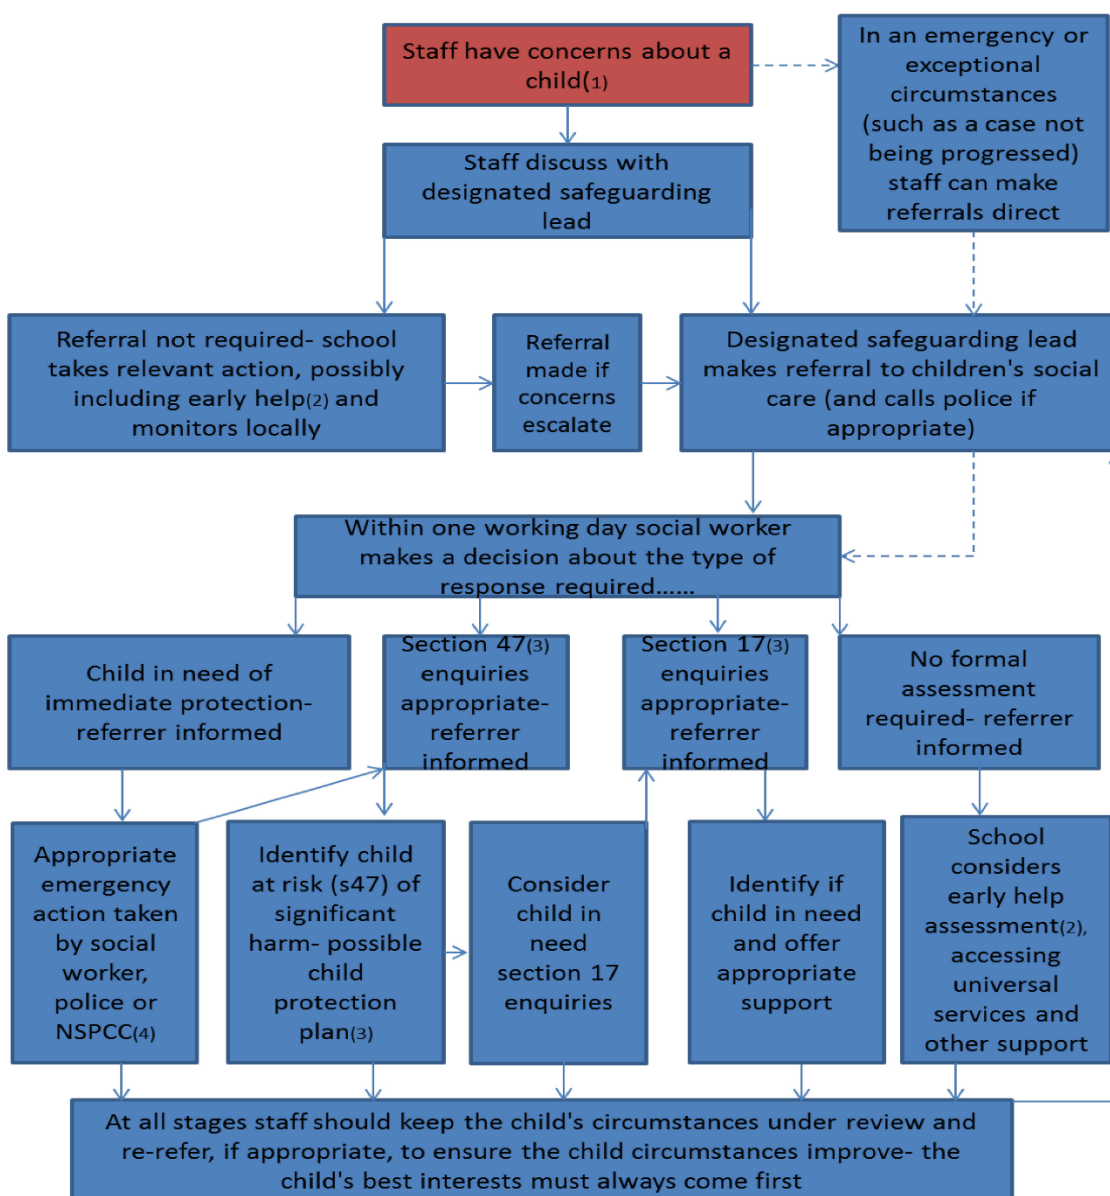 Staff have concerns about a
child(1)
In an emergency or
exceptional
circumstances
(such as a case not
being progressed)
staff can make
referrals direct
Staff discuss with
designated safeguarding
lead
Referral not required- school
takes relevant action, possibly
including early help(2) and
monitors locally
Referral
made if
concerns
escalate
Designated safeguarding lead
makes referral to children's social
care (and calls police if
appropriate)
Within one working day social worker
makes a decision about the type of
response required......
Child in need of
immediate protection-
referrer informed
Section 47(3)
enquiries
appropriate-
referrer
informed
Section 17(3)
enquiries
appropriate-
referrer
informed
No formal
assessment
required- referrer
informed
Appropriate
emergency
action taken
by social
worker,
police or
NSPCC(4)
Identify child
at risk (s47) of
significant
harm- possible
child
protection
plan(3)
Consider
child in
need
section 17
enquiries
Identify if
child in need
and offer
appropriate
support
School
considers
early help
assessment(2),
accessing
universal
services and
other support
At all stages staff should keep the child's circumstances under review and
re-refer, if appropriate, to ensure the child circumstances improve- the
child's best interests must always come first